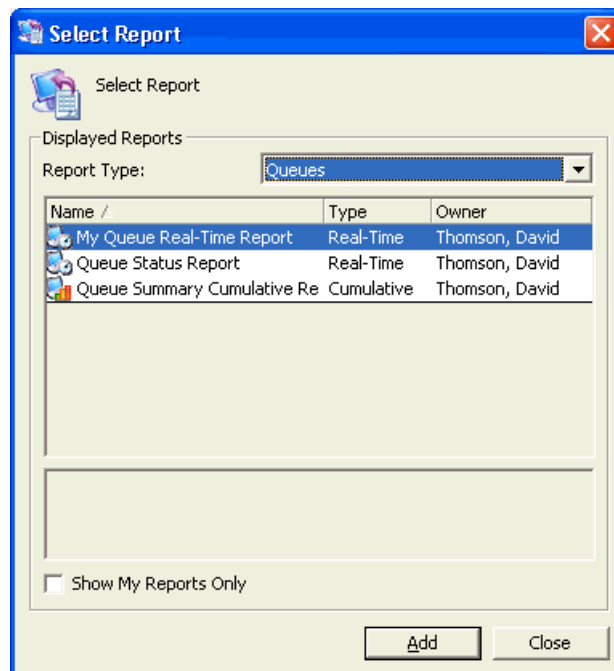 Select Report
Select Report
Displayed Reports
Report Type: Queues
Name Type Owner
My Queue Real-Time Report Real-Time Thomson, David
Queue Status Report Real-Time Thomson, David
Queue Summary Cumulative Re Cumulative Thomson, David
Show My Reports Only
Add Close